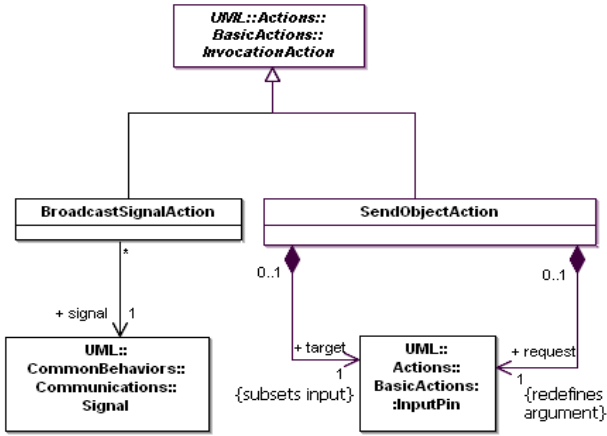 UML::Actions::
BasicActions::
InvocationAction
BroadcastSignalAction
SendObjectAction
*
0..1
0..1
+ signal
1
+ target
1
{subsets input}
+ request
1
{redefines
argument}
UML::
CommonBehaviors::
Communications::
Signal
UML::
Actions::
BasicActions:
:InputPin